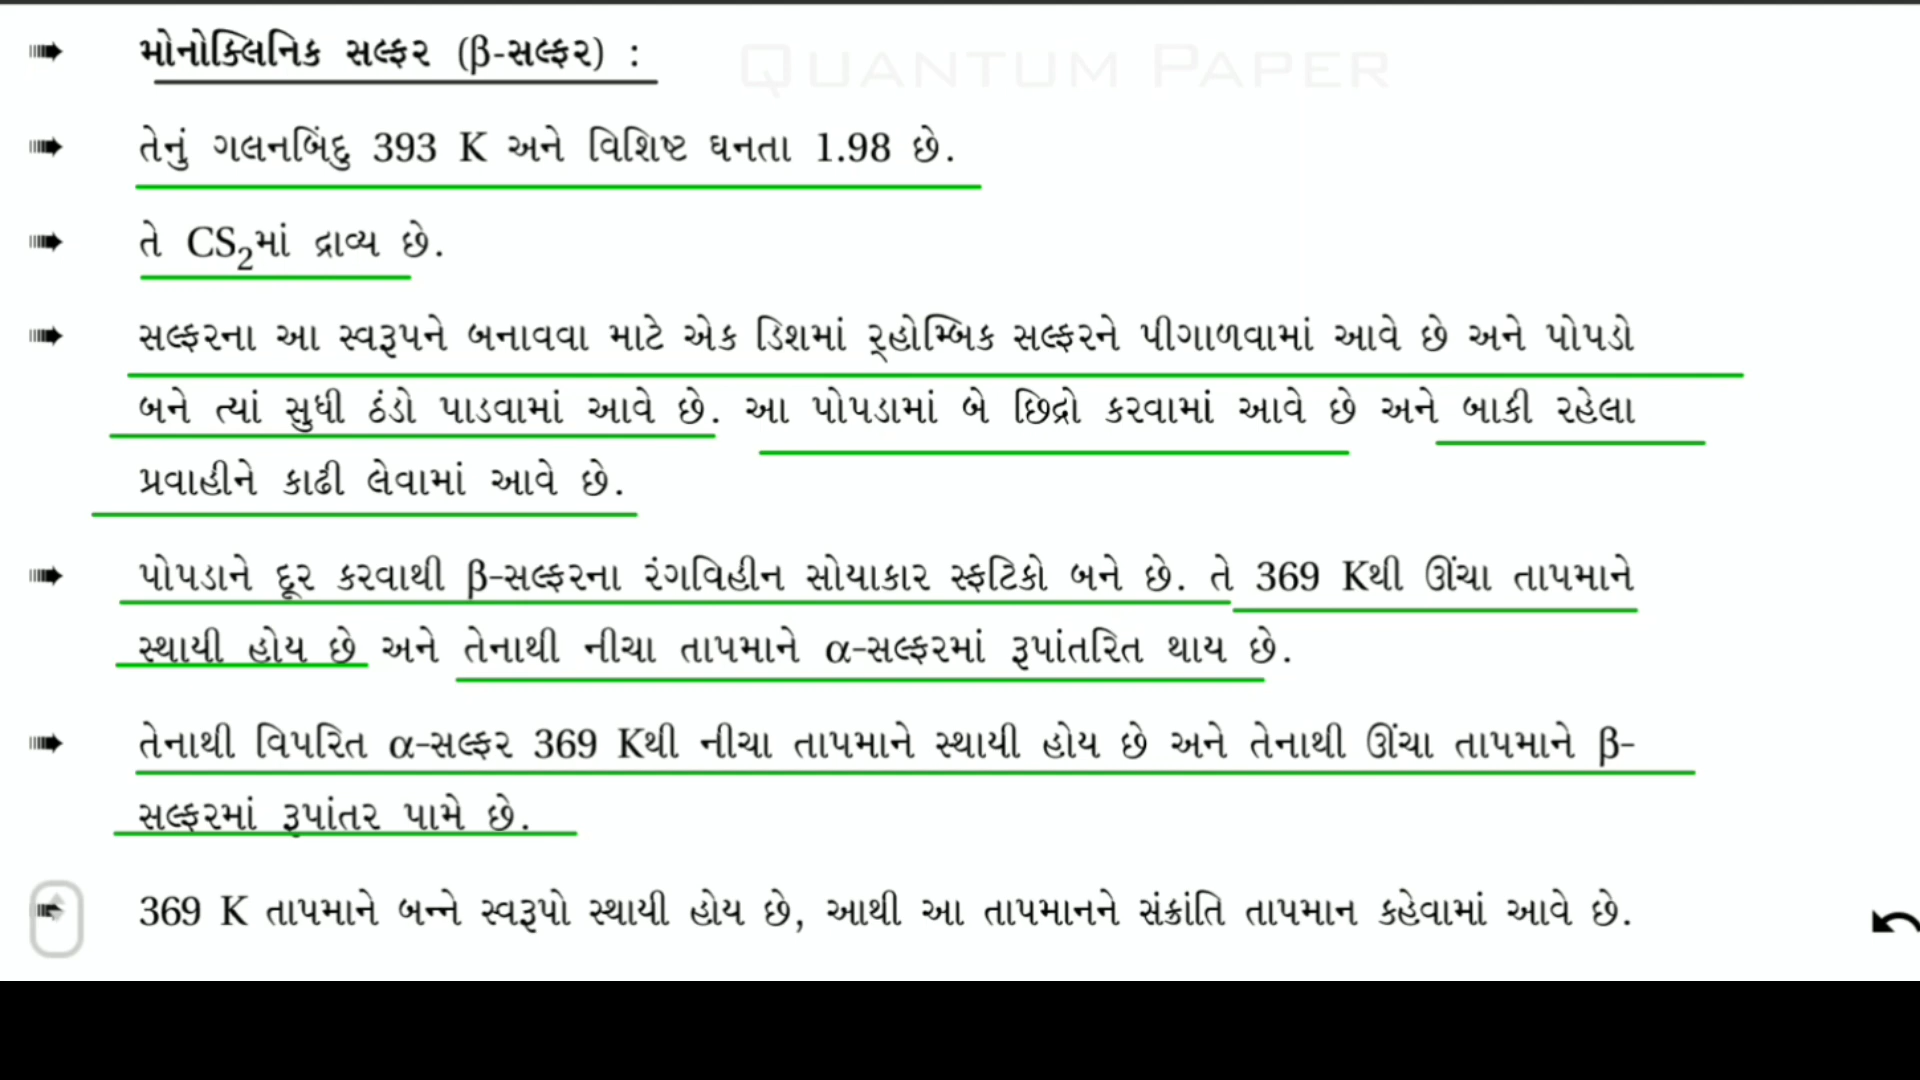 QUANTUM PAPER
મોનોક્લિનિક સલ્ફર (β-સલ્ફર) :
તેનું ગલનબિંદુ 393 K અને વિશિષ્ટ ઘનતા 1.98 છે.
તે CS₂માં દ્રાવ્ય છે.
સલ્ફરના આ સ્વરૂપને બનાવવા માટે એક ડિશમાં ર્‌હોમ્બિક સલ્ફરને પીગાળવામાં આવે છે અને પોપડો
બને ત્યાં સુધી ઠંડો પાડવામાં આવે છે. આ પોપડામાં બે છિદ્રો કરવામાં આવે છે અને બાકી રહેલા
પ્રવાહીને કાઢી લેવામાં આવે છે.
પોપડાને દૂર કરવાથી β-સલ્ફરના રંગવિહીન સોયાકાર સ્ફટિકો બને છે. તે 369 Kથી ઊંચા તાપમાને
સ્થાયી હોય છે અને તેનાથી નીચા તાપમાને α-સલ્ફરમાં રૂપાંતરિત થાય છે.
તેનાથી વિપરિત α-સલ્ફર 369 Kથી નીચા તાપમાને સ્થાયી હોય છે અને તેનાથી ઊંચા તાપમાને β-
સલ્ફરમાં રૂપાંતર પામે છે.
369 K તાપમાને બન્ને સ્વરૂપો સ્થાયી હોય છે, આથી આ તાપમાનને સંક્રાંતિ તાપમાન કહેવામાં આવે છે.